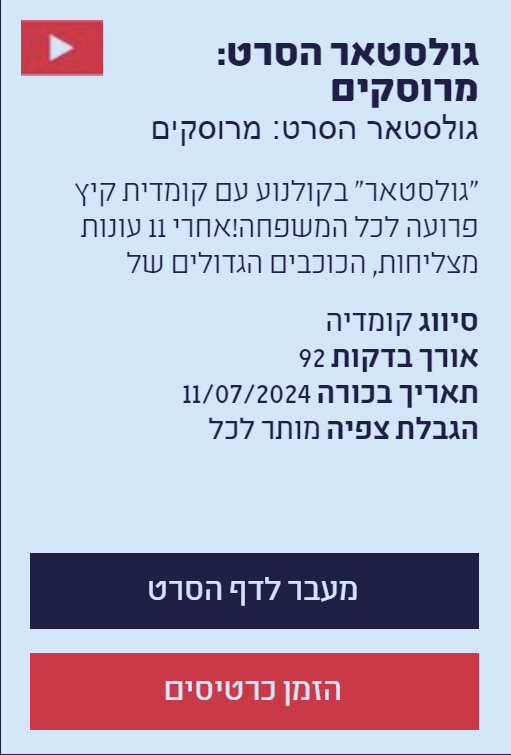 גולסטאר הסרט:
מרוסקים
גולסטאר הסרט: מרוסקים
"גולסטאר" בקולנוע עם קומדית קיץ
פרועה לכל המשפחה!אחרי 11 עונות
מצליחות, הכוכבים הגדולים של
סיווג קומדיה
אורך בדקות 92
תאריך בכורה 11/07/2024
הגבלת צפיה מותר לכל
מעבר לדף הסרט
הזמן כרטיסים